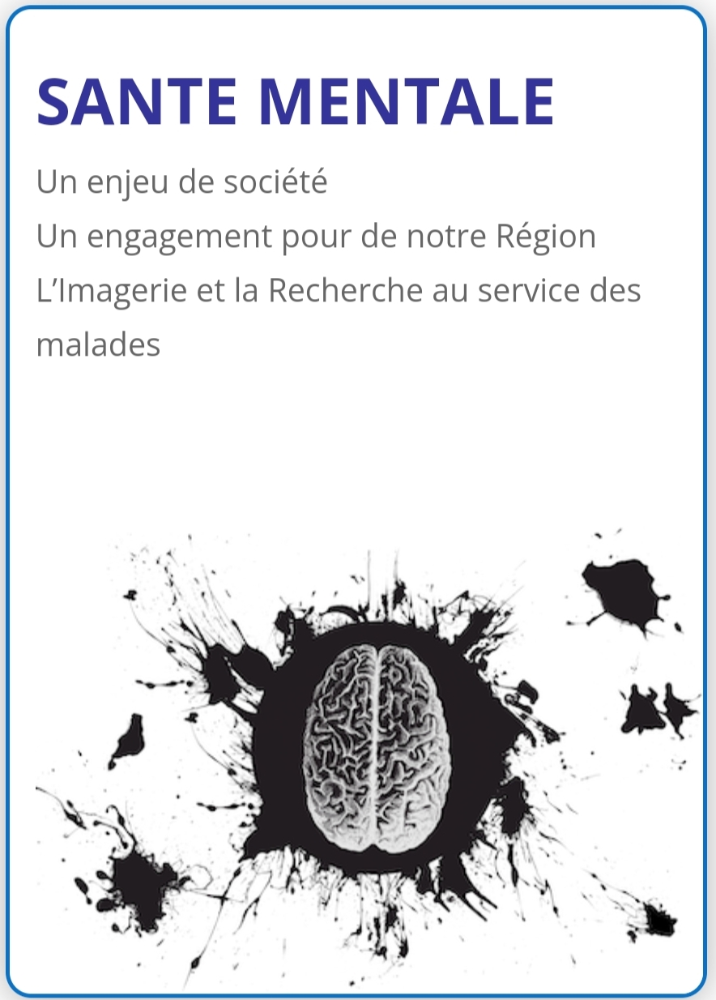 SANTE MENTALE
Un enjeu de société
Un engagement pour de notre Région
L’Imagerie et la Recherche au service des
malades